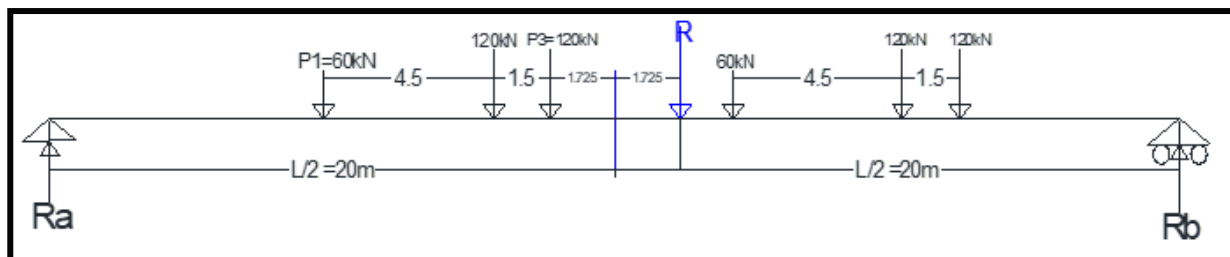 R
P1=60kN 120kN P3=120kN 60kN 120kN 120kN
4.5 1.5 1.725 1.725 4.5 1.5
L/2 =20m L/2 =20m
Ra Rb